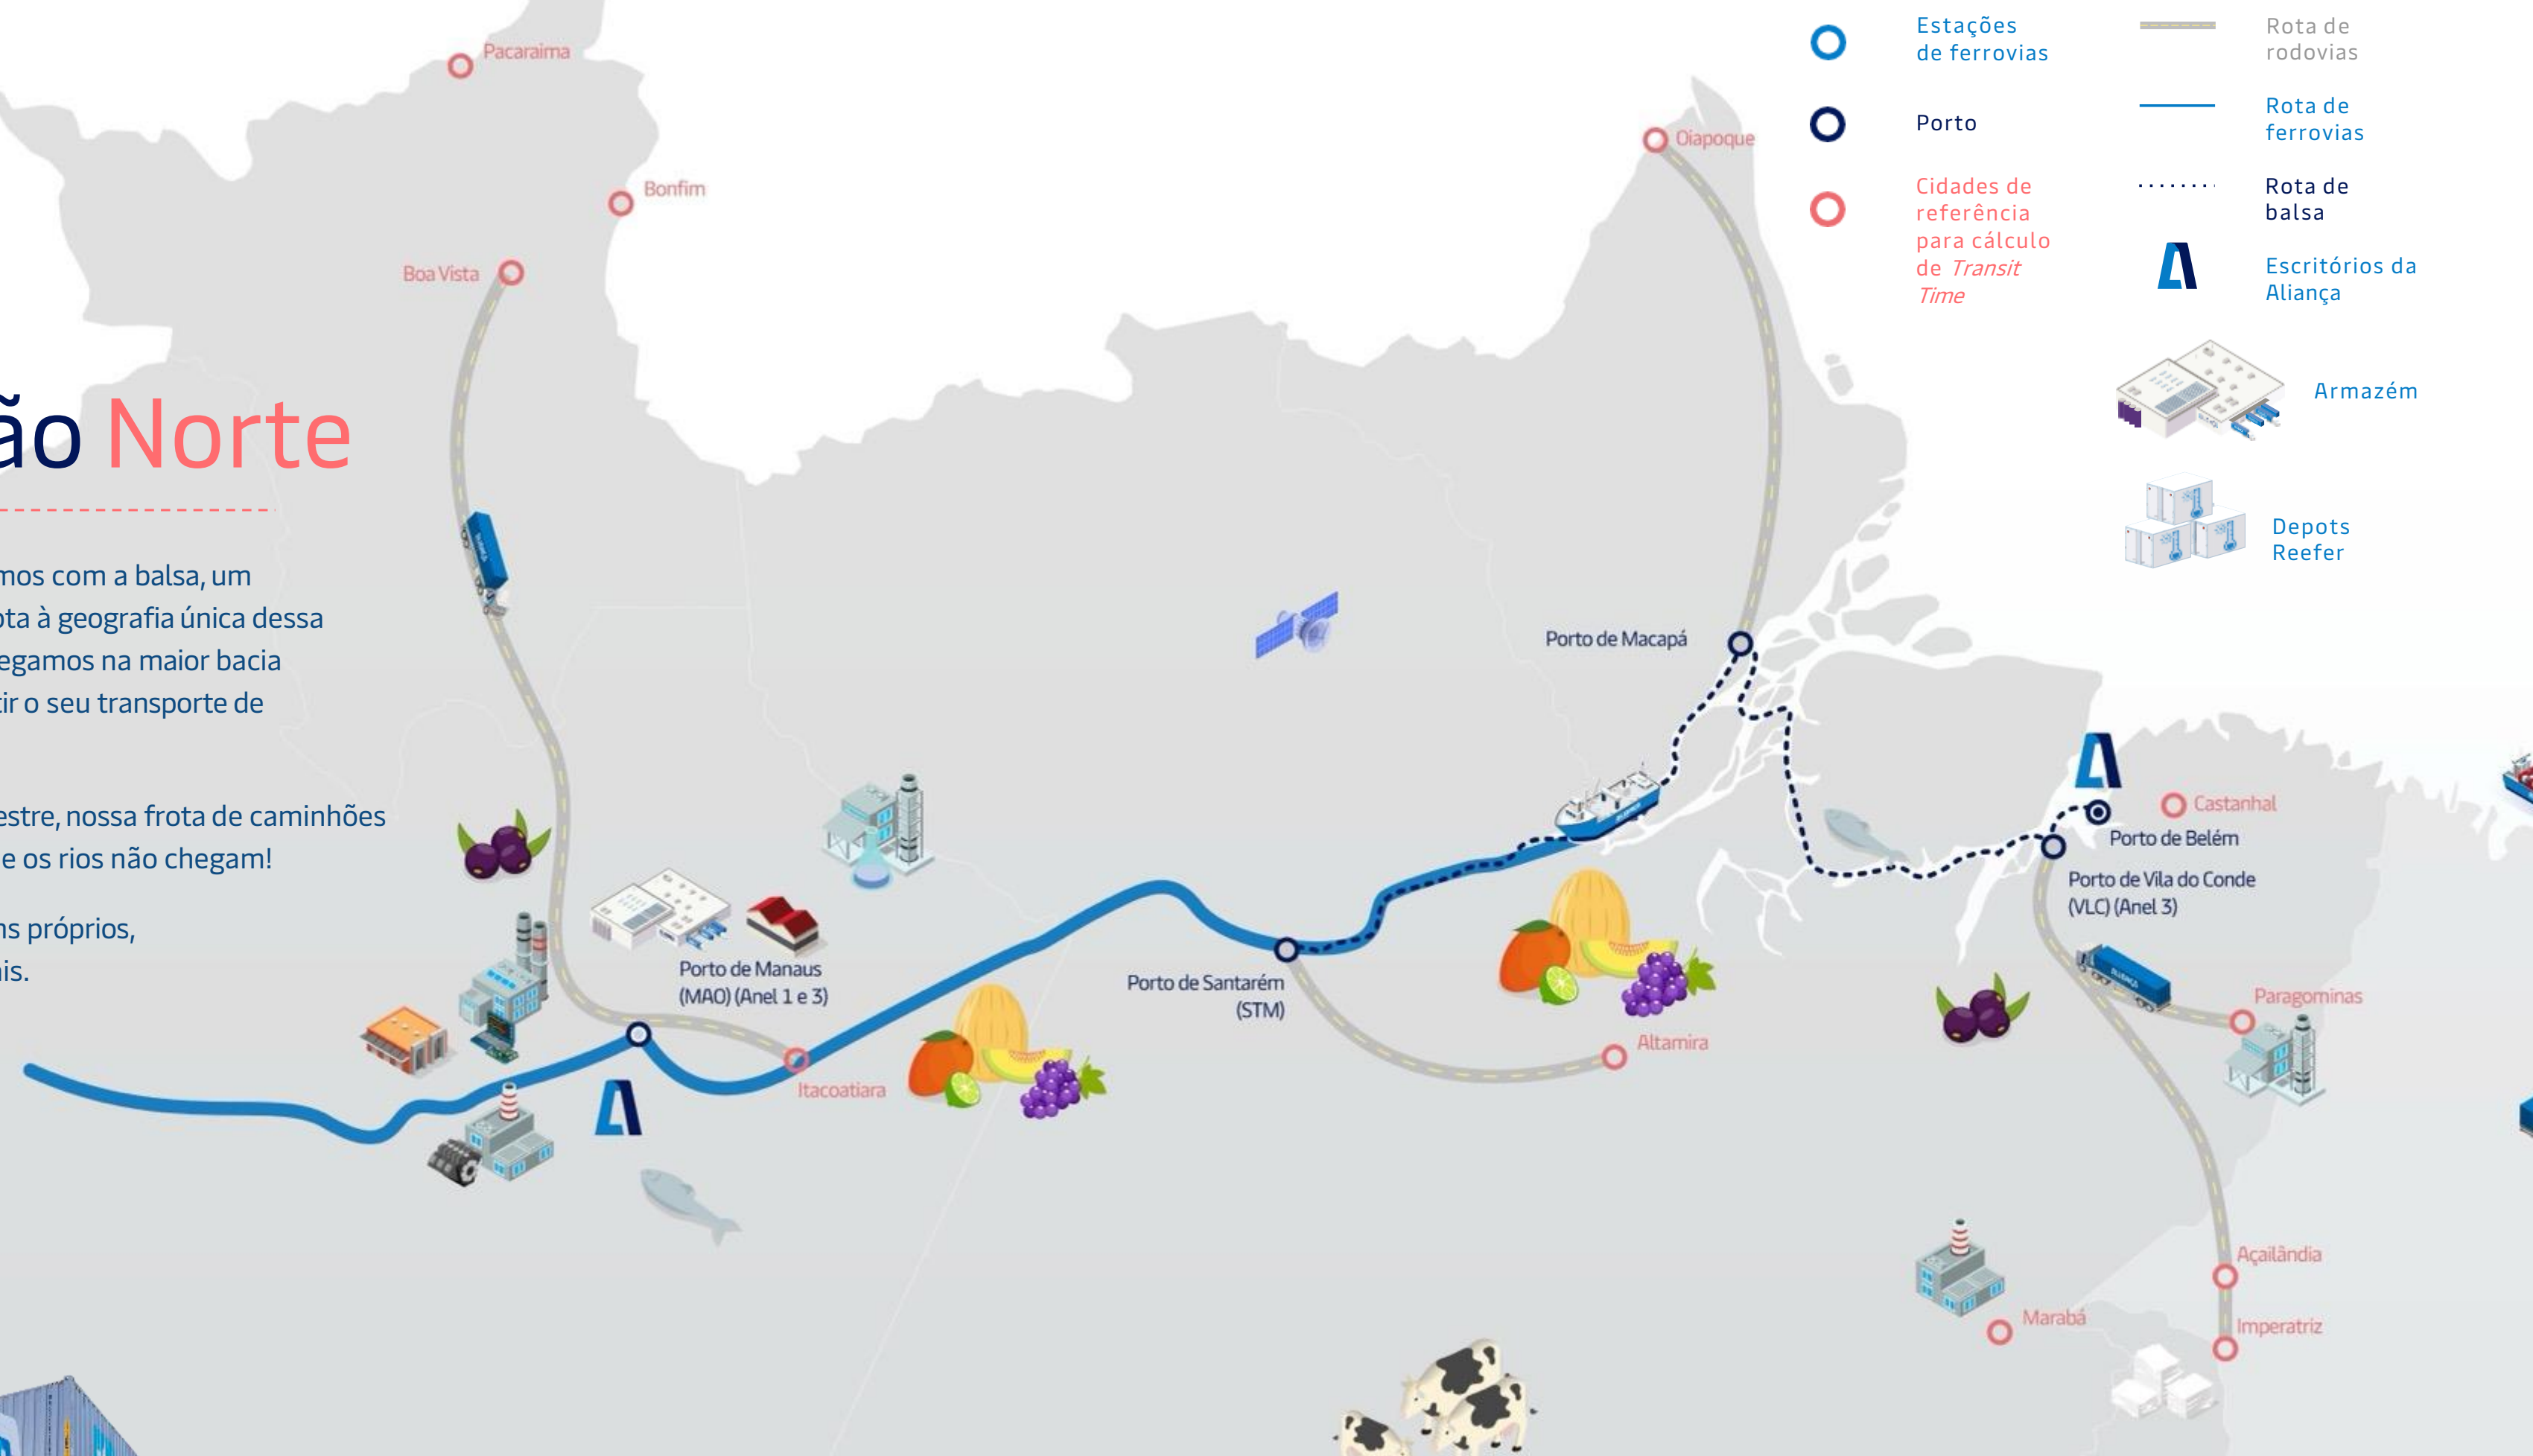 ão Norte
mos com a balsa, um
ota à geografia única dessa
egamos na maior bacia
tir o seu transporte de
estre, nossa frota de caminhões
e os rios não chegam!
ns próprios,
is.
Estações
de ferrovias
Porto
Cidades de
referência
para cálculo
de Transit
Time
Rota de
rodovias
Rota de
ferrovias
Rota de
balsa
Escritórios da
Aliança
Armazém
Depots
Reefer
Pacaraima
Bonfim
Boa Vista
Oiapoque
Porto de Macapá
Castanhal
Porto de Belém
Porto de Vila do Conde
(VLC) (Anel 3)
Porto de Manaus
(MAO) (Anel 1 e 3)
Porto de Santarém
(STM)
Paragominas
Altamira
Itacoatiara
Açailândia
Marabá
Imperatriz